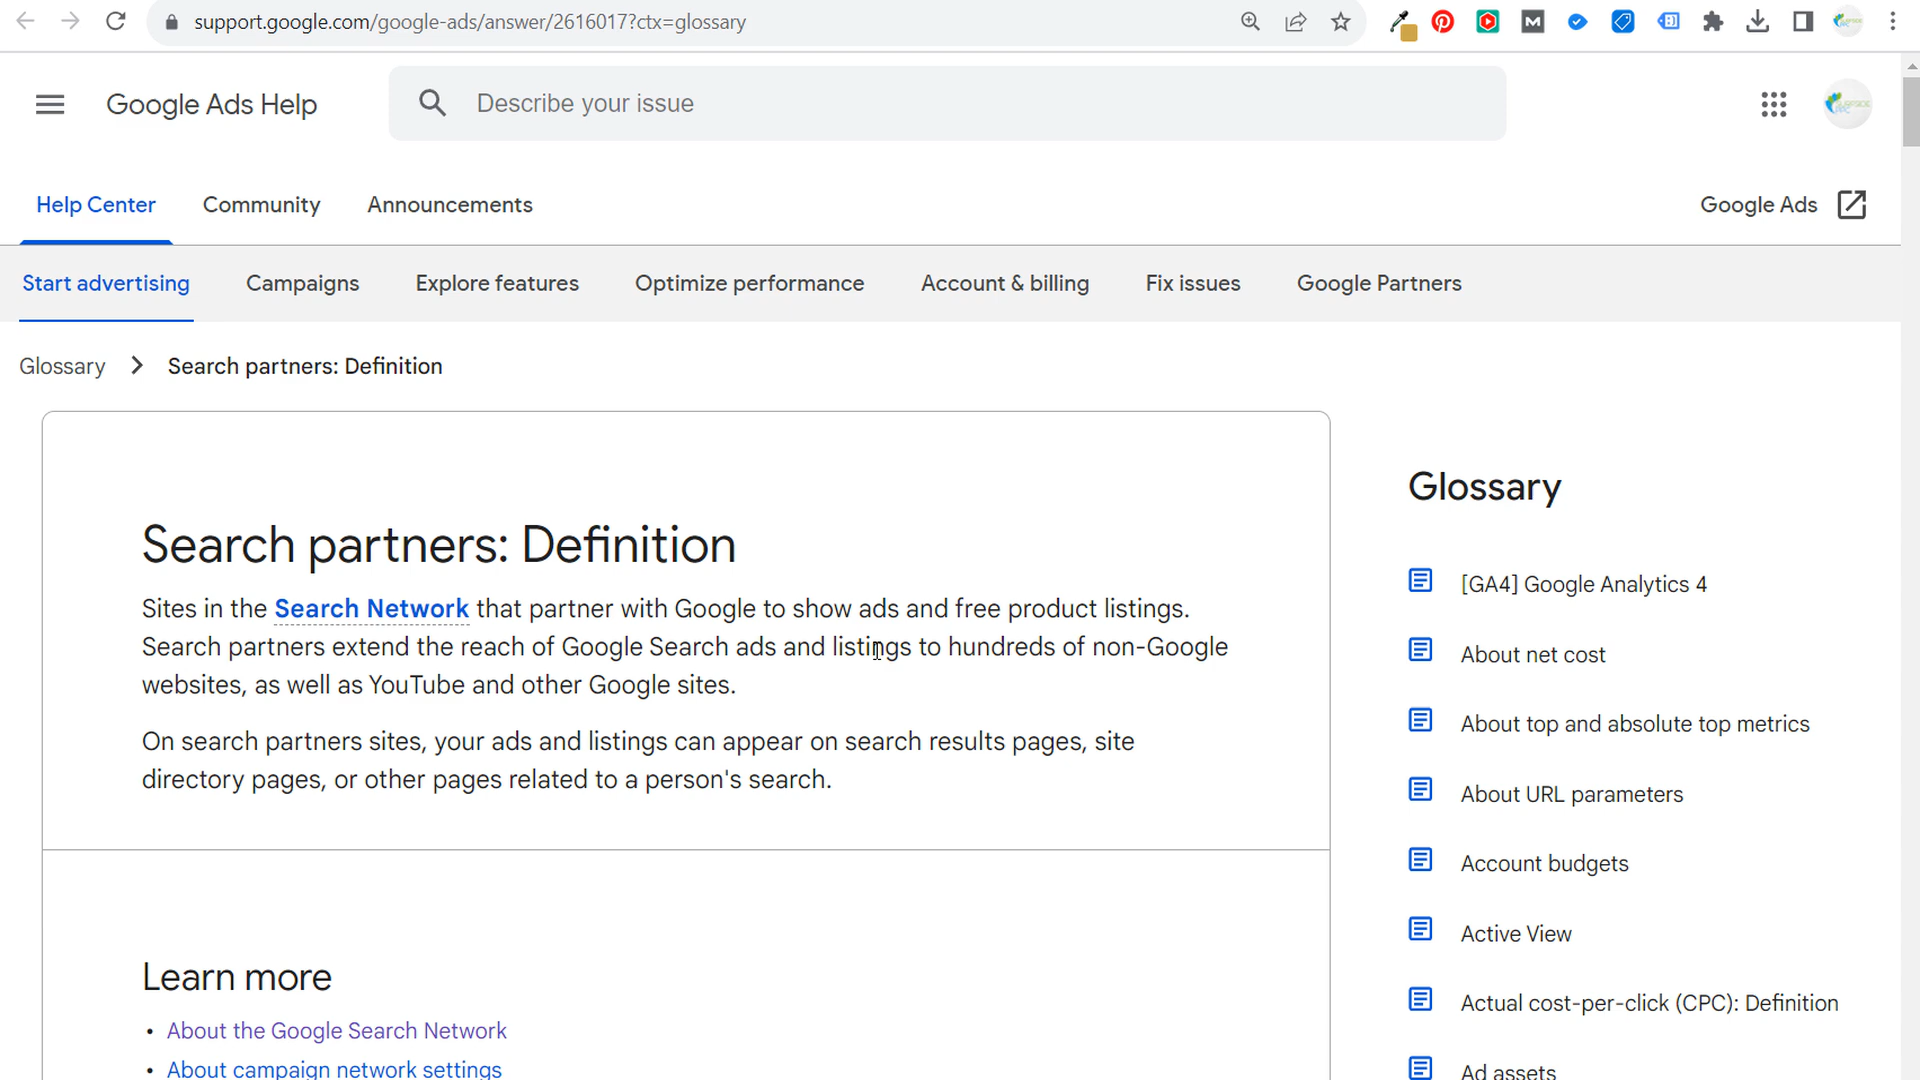 support.google.com/google-ads/answer/2616017?ctx=glossary
Google Ads Help
Describe your issue
Help Center
Community
Announcements
Google Ads
Start advertising
Campaigns
Explore features
Optimize performance
Account & billing
Fix issues
Google Partners
Glossary
Search partners: Definition
Search partners: Definition
Sites in the Search Network that partner with Google to show ads and free product listings.
Search partners extend the reach of Google Search ads and listings to hundreds of non-Google
websites, as well as YouTube and other Google sites.
On search partners sites, your ads and listings can appear on search results pages, site
directory pages, or other pages related to a person's search.
Learn more
• About the Google Search Network
• About campaign network settings
Glossary
[GA4] Google Analytics 4
About net cost
About top and absolute top metrics
About URL parameters
Account budgets
Active View
Actual cost-per-click (CPC): Definition
Ad assets